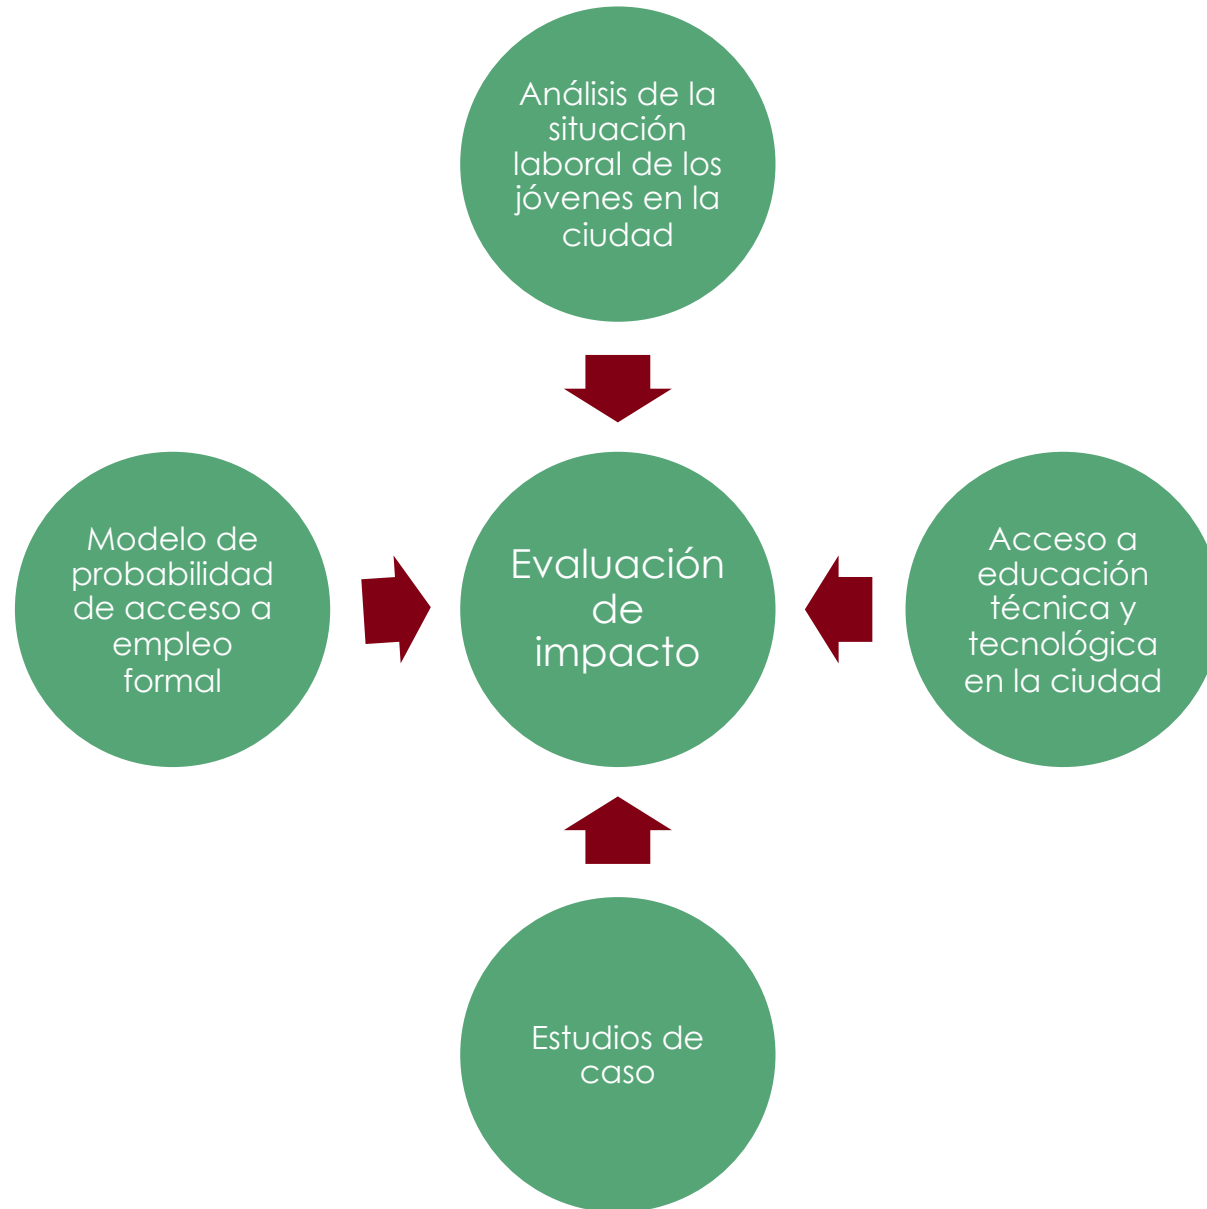 Análisis de la
situación
laboral de los
jóvenes en la
ciudad
Modelo de
probabilidad
de acceso a
empleo
formal
Evaluación
de
impacto
Acceso a
educación
técnica y
tecnológica
en la ciudad
Estudios de
caso